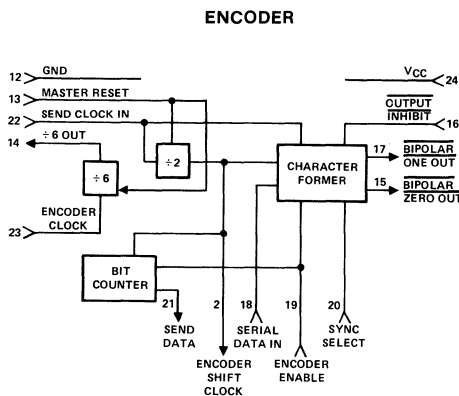 ENCODER
12 GND
VCC 24
13 MASTER RESET
22 SEND CLOCK IN
OUTPUT
INHIBIT 16
14 ÷6 OUT
÷2
17 BIPOLAR
ONE OUT
CHARACTER
FORMER
÷6
15 BIPOLAR
ZERO OUT
ENCODER
CLOCK
23
BIT
COUNTER
21
2
18
19
20
SEND
DATA
SERIAL
DATA IN
SYNC
SELECT
ENCODER
SHIFT
CLOCK
ENCODER
ENABLE